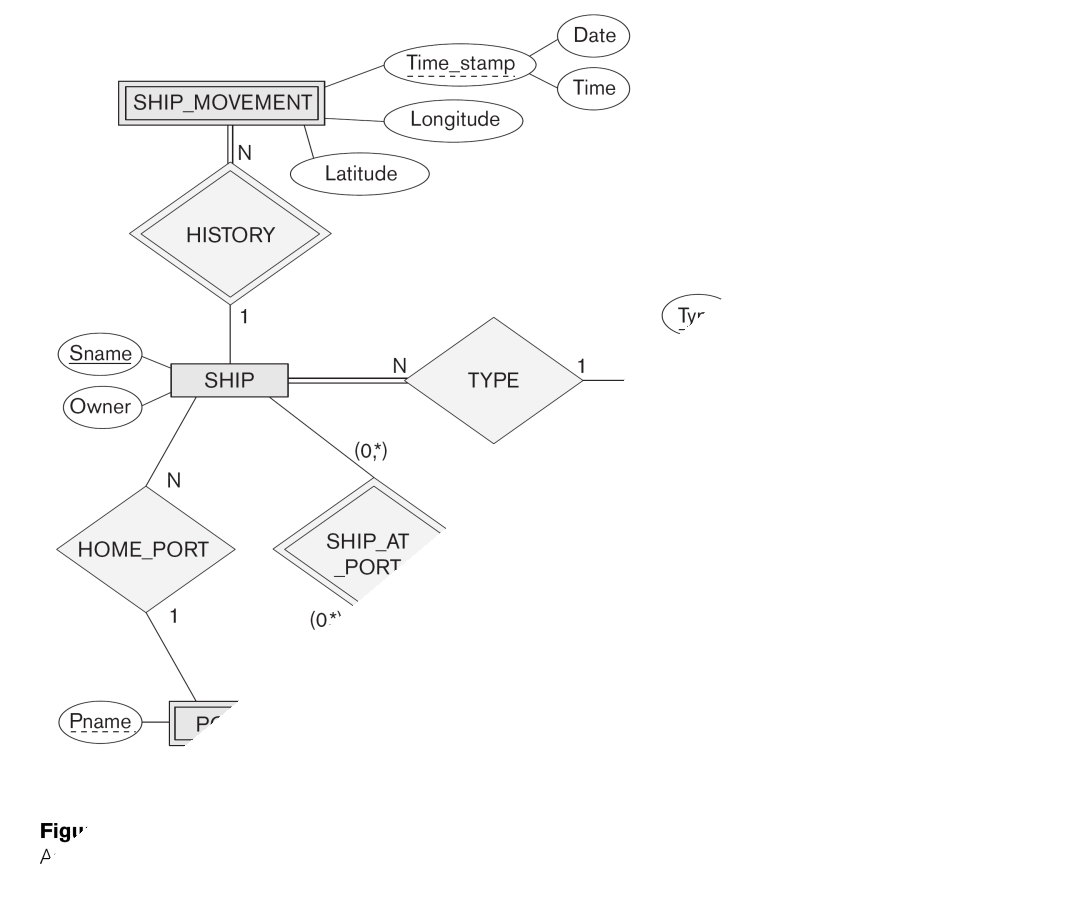 Date
Time_stamp
Time
SHIP_MOVEMENT
Longitude
N
Latitude
HISTORY
1
Sname
N
1
SHIP
TYPE
Owner
(0,*)
N
HOME_PORT
SHIP_AT
_PORT
1
Pname